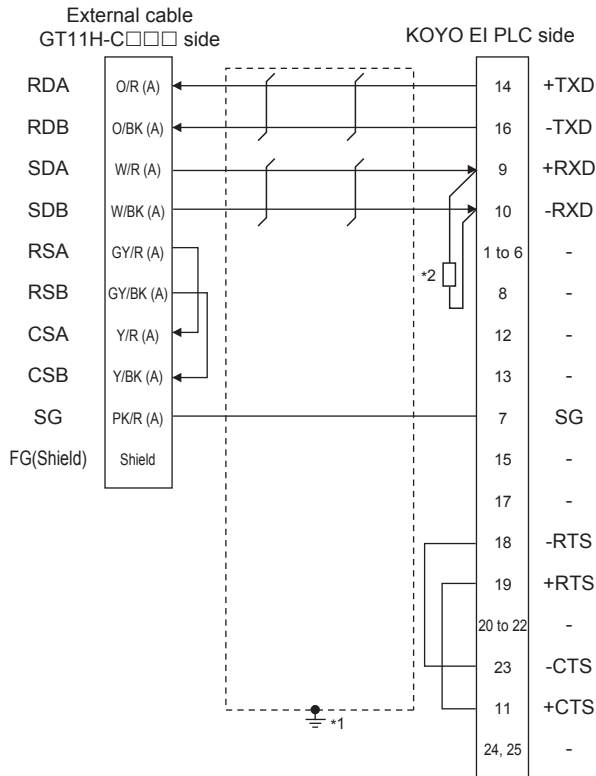 External cable
GT11H-C□□□ side
KOYO EI PLC side
RDA O/R (A) 14 +TXD
RDB O/BK (A) 16 -TXD
SDA W/R (A) 9 +RXD
SDB W/BK (A) 10 -RXD
RSA GY/R (A) 1 to 6 -
*2
RSB GY/BK (A) 8 -
CSA Y/R (A) 12 -
CSB Y/BK (A) 13 -
SG PK/R (A) 7 SG
FG(Shield) Shield 15 -
17 -
18 -RTS
19 +RTS
20 to 22 -
23 -CTS
11 +CTS
*1
24, 25 -